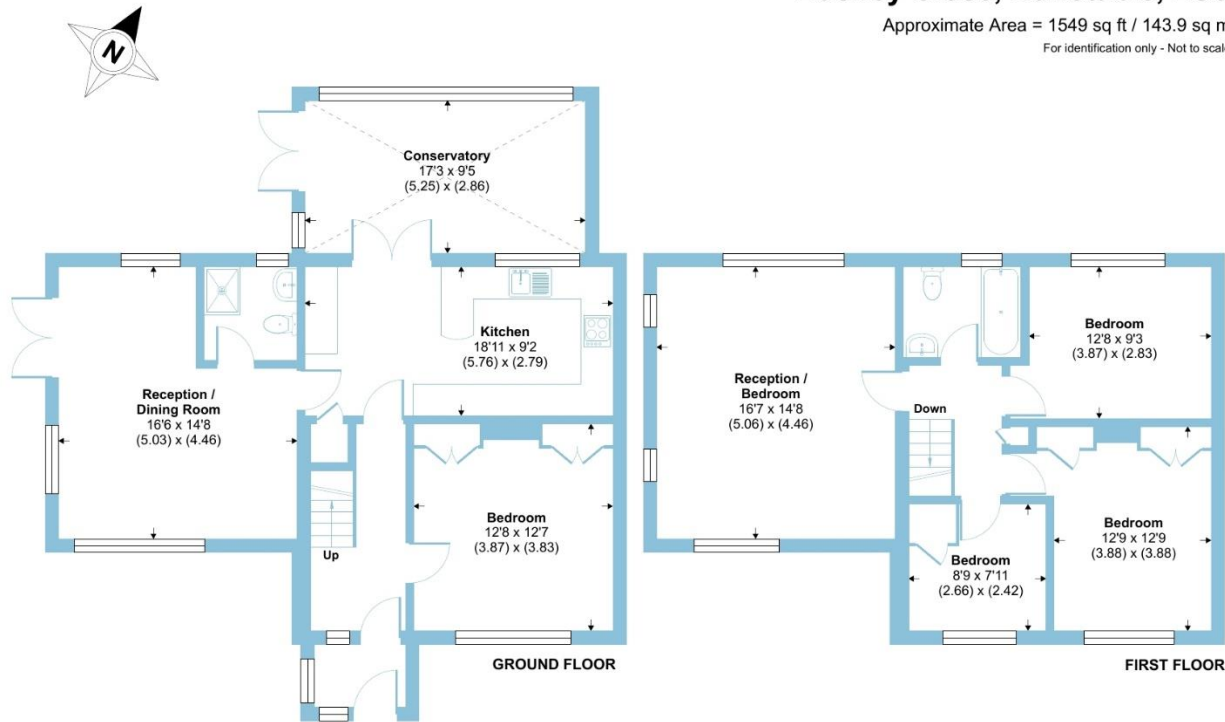 Approximate Area = 1549 sq ft / 143.9 sq m
For identification only - Not to scale
N
Conservatory
17'3 x 9'5
(5.25) x (2.86)
Kitchen
18'11 x 9'2
(5.76) x (2.79)
Reception /
Dining Room
16'6 x 14'8
(5.03) x (4.46)
Bedroom
12'8 x 12'7
(3.87) x (3.83)
Up
GROUND FLOOR
Reception /
Bedroom
16'7 x 14'8
(5.06) x (4.46)
Bedroom
12'8 x 9'3
(3.87) x (2.83)
Down
Bedroom
12'9 x 12'9
(3.88) x (3.88)
Bedroom
8'9 x 7'11
(2.66) x (2.42)
FIRST FLOOR